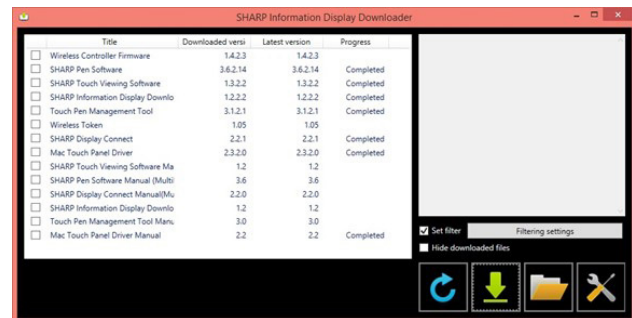 SHARP Information Display Downloader
Title Downloaded versi Latest version Progress
Wireless Controller Firmware 1.4.2.3 1.4.2.3
SHARP Pen Software 3.6.2.14 3.6.2.14 Completed
SHARP Touch Viewing Software 1.3.2.2 1.3.2.2 Completed
SHARP Information Display Downlo 1.2.2.2 1.2.2.2 Completed
Touch Pen Management Tool 3.1.2.1 3.1.2.1 Completed
Wireless Token 1.05 1.05
SHARP Display Connect 2.2.1 2.2.1 Completed
Mac Touch Panel Driver 2.3.2.0 2.3.2.0 Completed
SHARP Touch Viewing Software Ma 1.2 1.2
SHARP Pen Software Manual (Multi 3.6 3.6
SHARP Display Connect Manual(Mu 2.2.0 2.2.0
SHARP Information Display Downlo 1.2 1.2
Touch Pen Management Tool Manu 3.0 3.0
Mac Touch Panel Driver Manual 2.2 2.2 Completed
Set filter Filtering settings
Hide downloaded files